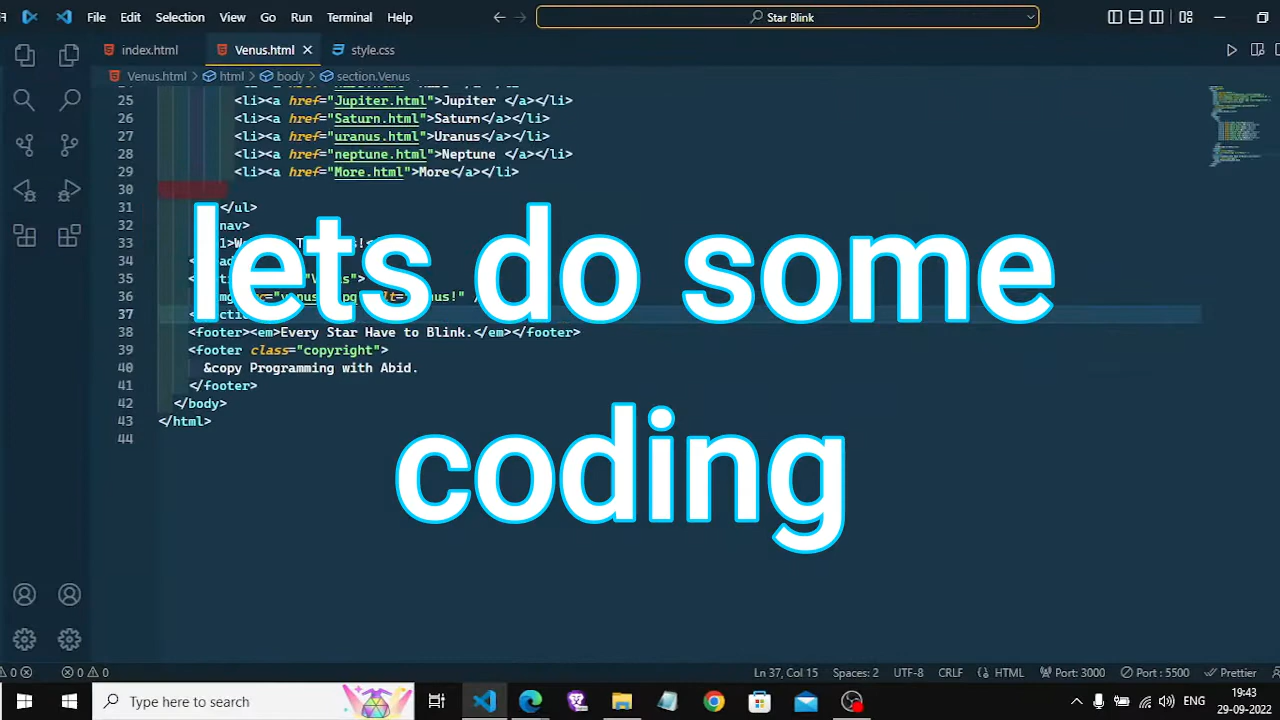 File Edit Selection View Go Run Terminal Help
Star Blink
index.html Venus.html style.css
Venus.html > html > body > section.Venus
25 <li><a href="Jupiter.html">Jupiter </a></li>
26 <li><a href="Saturn.html">Saturn</a></li>
27 <li><a href="uranus.html">Uranus</a></li>
28 <li><a href="neptune.html">Neptune </a></li>
29 <li><a href="More.html">More</a></li>
30
31 </ul>
32 nav>
33
34
35
36
37
lets do some
coding
38 <footer><em>Every Star Have to Blink.</em></footer>
39 <footer class="copyright">
40 &copy Programming with Abid.
41 </footer>
42 </body>
43 </html>
44
0 0 0 Ln 37, Col 15 Spaces: 2 UTF-8 CRLF HTML Port: 3000 Port : 5500 Prettier
Type here to search
ENG
19:43
29-09-2022